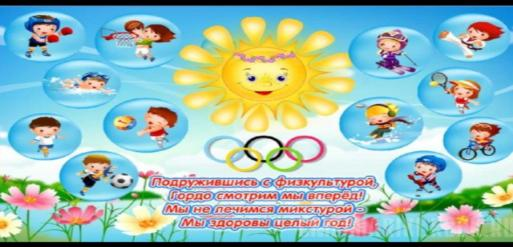 Подружившись с физкультурой,
Гордо смотрим мы вперёд!
Мы не лечимся микстурой -
Мы здоровы целый год!